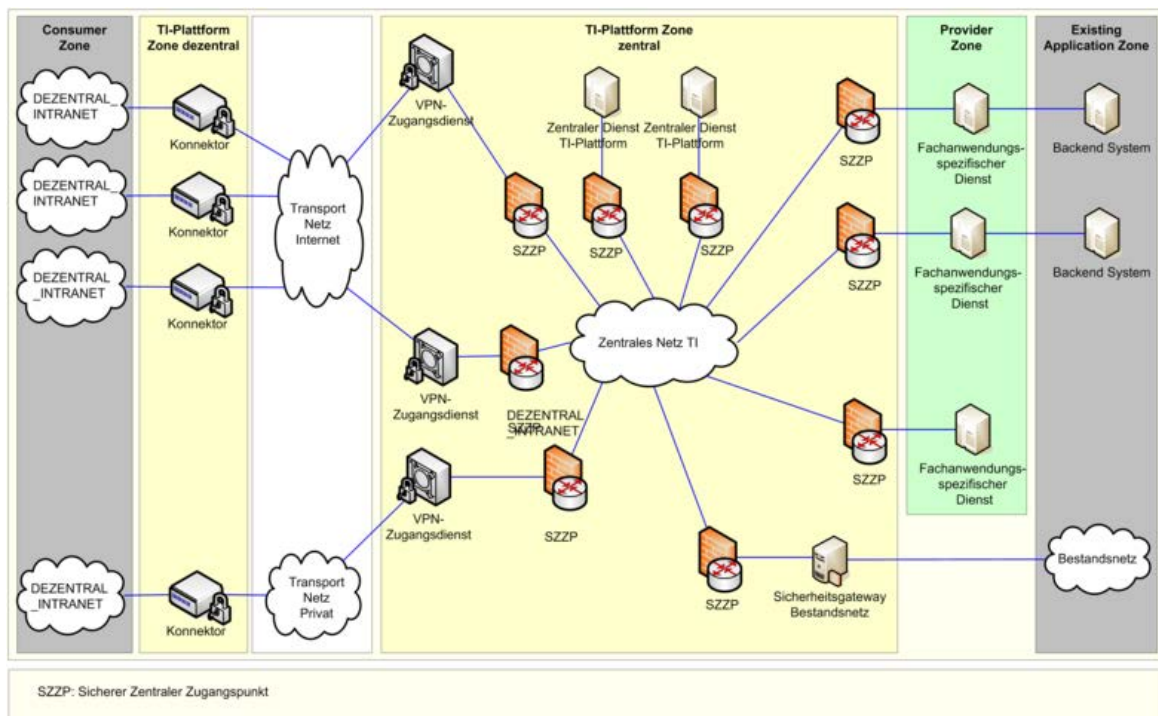 Consumer
Zone
TI-Plattform
Zone dezentral
TI-Plattform Zone
zentral
Provider
Zone
Existing
Application Zone
DEZENTRAL_
INTRANET
Konnektor
DEZENTRAL_
INTRANET
Konnektor
DEZENTRAL
_INTRANET
Konnektor
DEZENTRAL
_INTRANET
Konnektor
Transport
Netz
Internet
Transport
Netz
Privat
VPN-
Zugangsdienst
SZZP
Zentraler Dienst
TI-Plattform
SZZP
Zentraler Dienst
TI-Plattform
SZZP
VPN-
Zugangsdienst
DEZENTRAL
_INTRANET
SZZP
VPN-
Zugangsdienst
SZZP
Zentrales Netz TI
SZZP
Fachanwendungs-
spezifischer
Dienst
Backend System
SZZP
Fachanwendungs-
spezifischer
Dienst
Backend System
SZZP
Fachanwendungs-
spezifischer
Dienst
SZZP
Sicherheitsgateway
Bestandsnetz
Bestandsnetz
SZZP: Sicherer Zentraler Zugangspunkt